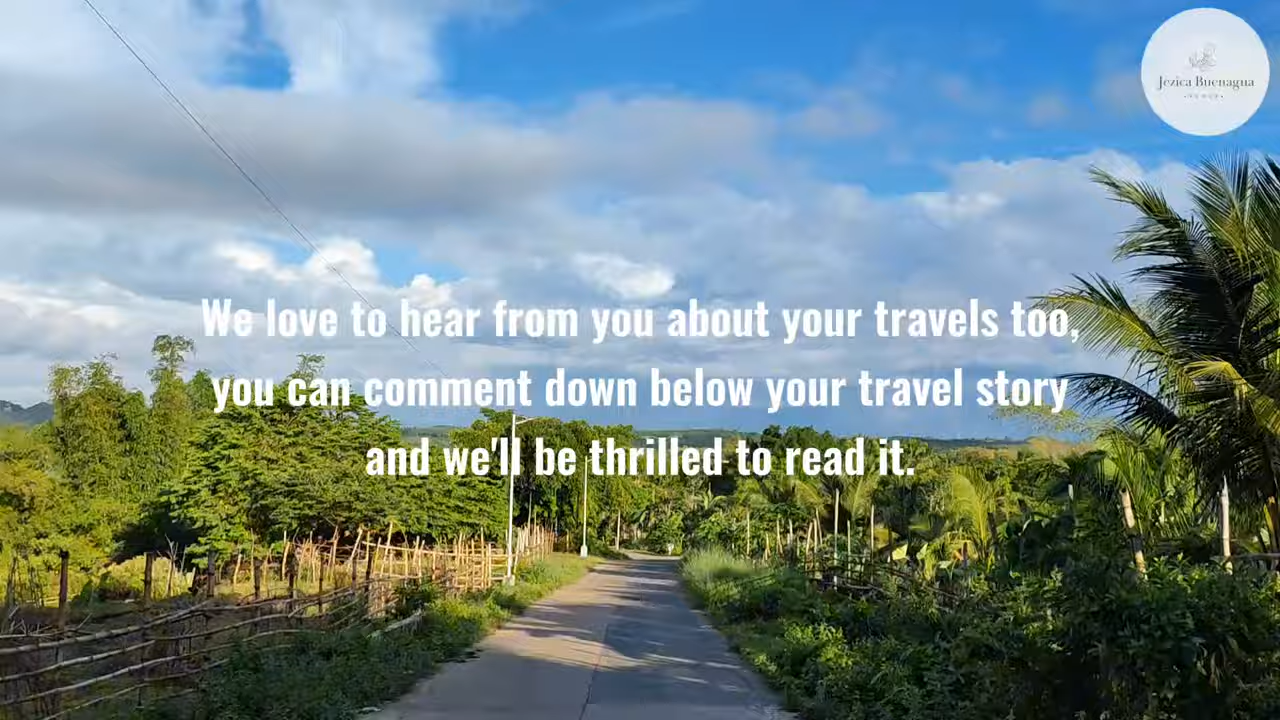 Jezica Buenagua
We love to hear from you about your travels too,
you can comment down below your travel story
and we'll be thrilled to read it.